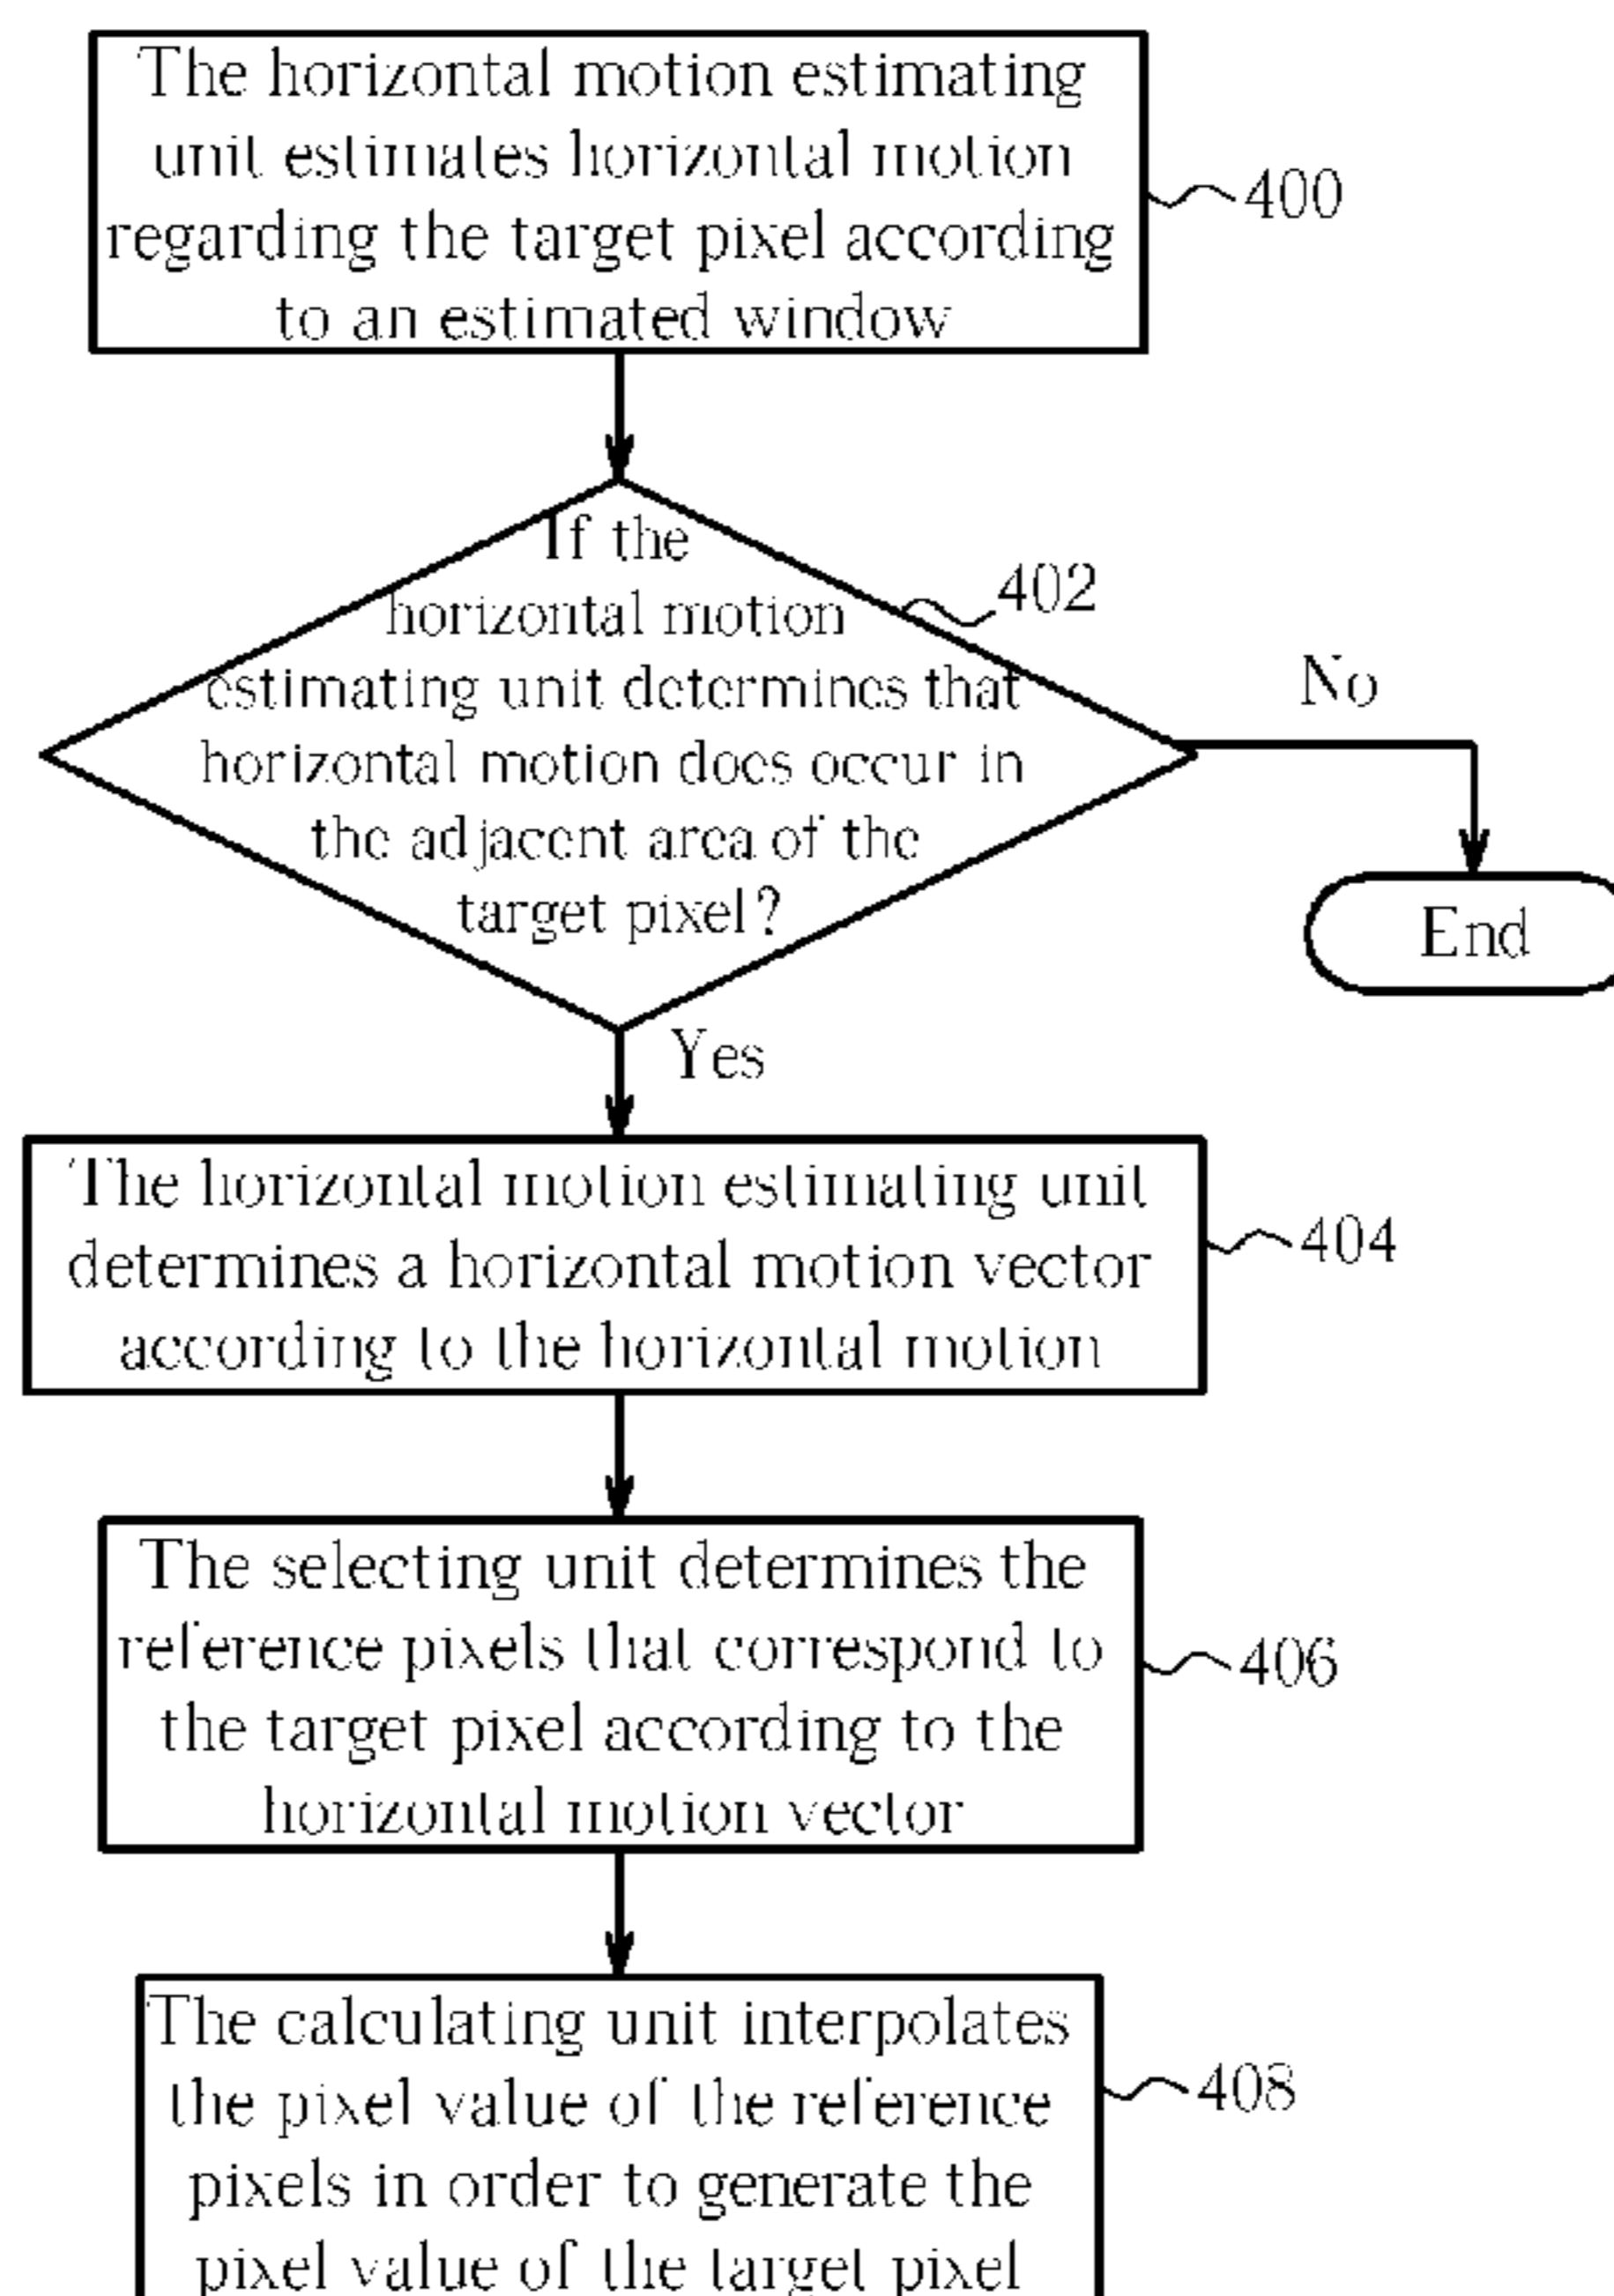 The horizontal motion estimating
unit estimates horizontal motion
regarding the target pixel according
to an estimated window
400
If the
horizontal motion
estimating unit determines that
horizontal motion does occur in
the adjacent area of the
target pixel?
402
No
End
Yes
The horizontal motion estimating unit
determines a horizontal motion vector
according to the horizontal motion
404
The selecting unit determines the
reference pixels that correspond to
the target pixel according to the
horizontal motion vector
406
The calculating unit interpolates
the pixel value of the reference
pixels in order to generate the
pixel value of the target pixel
408